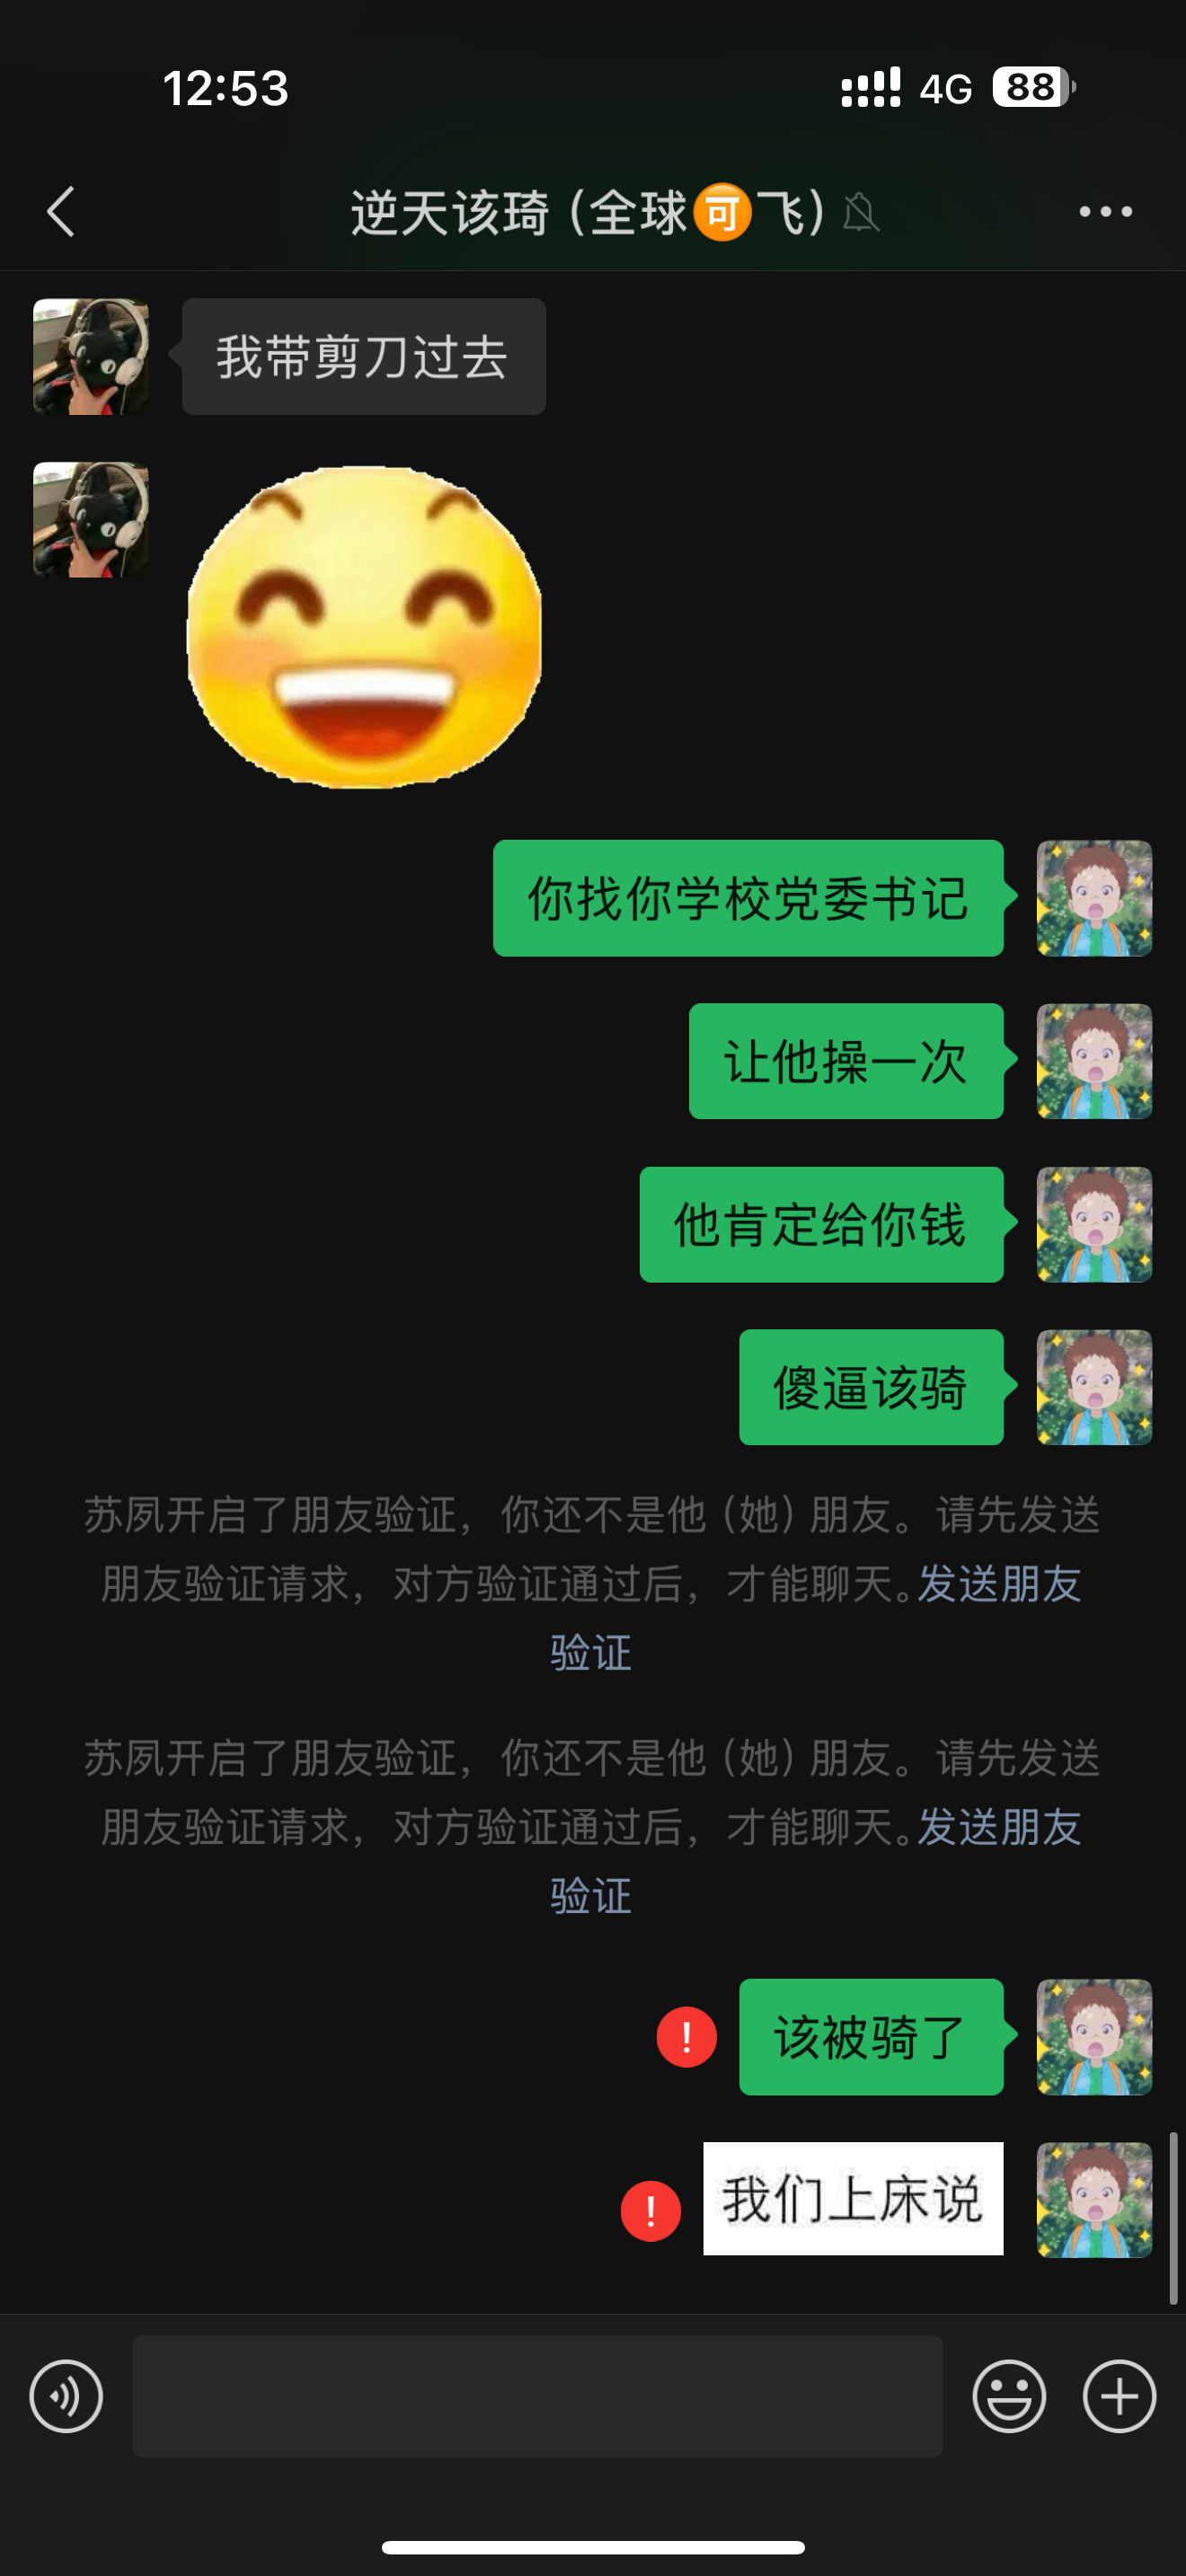 12:53
4G 88
逆天该琦（全球🉑飞）
我带剪刀过去
你找你学校党委书记
让他操一次
他肯定给你钱
傻逼该骑
苏夙开启了朋友验证，你还不是他（她）朋友。请先发送
朋友验证请求，对方验证通过后，才能聊天。发送朋友
验证
苏夙开启了朋友验证，你还不是他（她）朋友。请先发送
朋友验证请求，对方验证通过后，才能聊天。发送朋友
验证
该被骑了
我们上床说